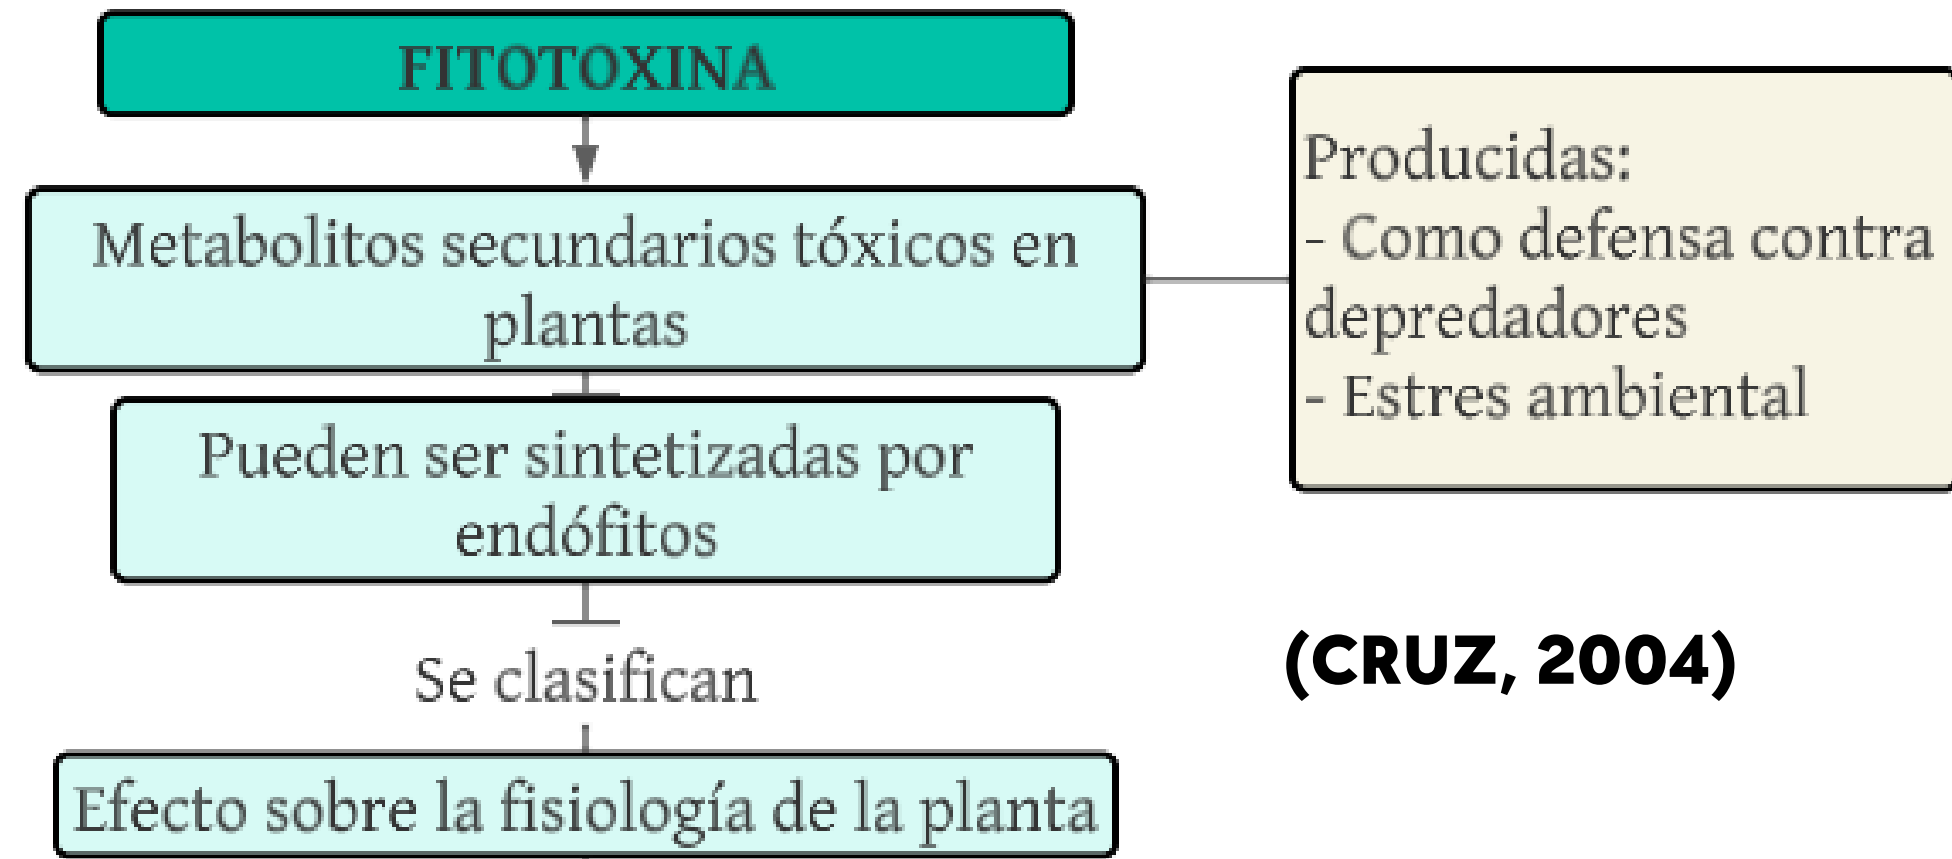 FITOTOXINA
Metabolitos secundarios tóxicos en
plantas
Producidas:
- Como defensa contra
depredadores
- Estres ambiental
Pueden ser sintetizadas por
endófitos
Se clasifican
Efecto sobre la fisiología de la planta
(CRUZ, 2004)